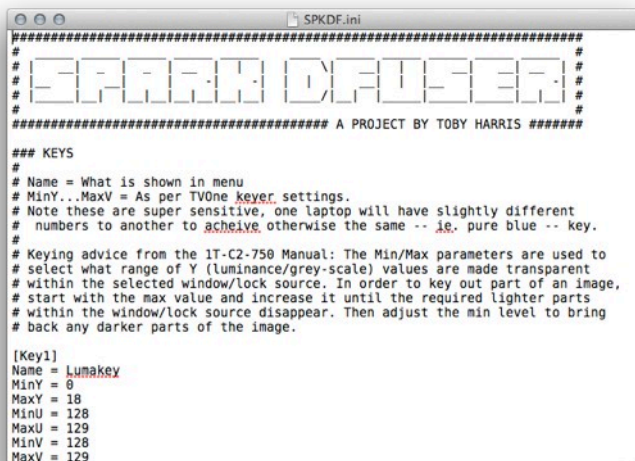 SPKDF.ini
########################################################################
#
#
# SPARK DFUSER #
#
#
######################################## A PROJECT BY TOBY HARRIS #######
### KEYS
#
# Name = What is shown in menu
# MinY...MaxV = As per TVOne keyer settings.
# Note these are super sensitive, one laptop will have slightly different
# numbers to another to acheive otherwise the same -- ie. pure blue -- key.
#
# Keying advice from the 1T-C2-750 Manual: The Min/Max parameters are used to
# select what range of Y (luminance/grey-scale) values are made transparent
# within the selected window/lock source. In order to key out part of an image,
# start with the max value and increase it until the required lighter parts
# within the window/lock source disappear. Then adjust the min level to bring
# back any darker parts of the image.
[Key1]
Name = Lumakey
MinY = 0
MaxY = 18
MinU = 128
MaxU = 129
MinV = 128
MaxV = 129